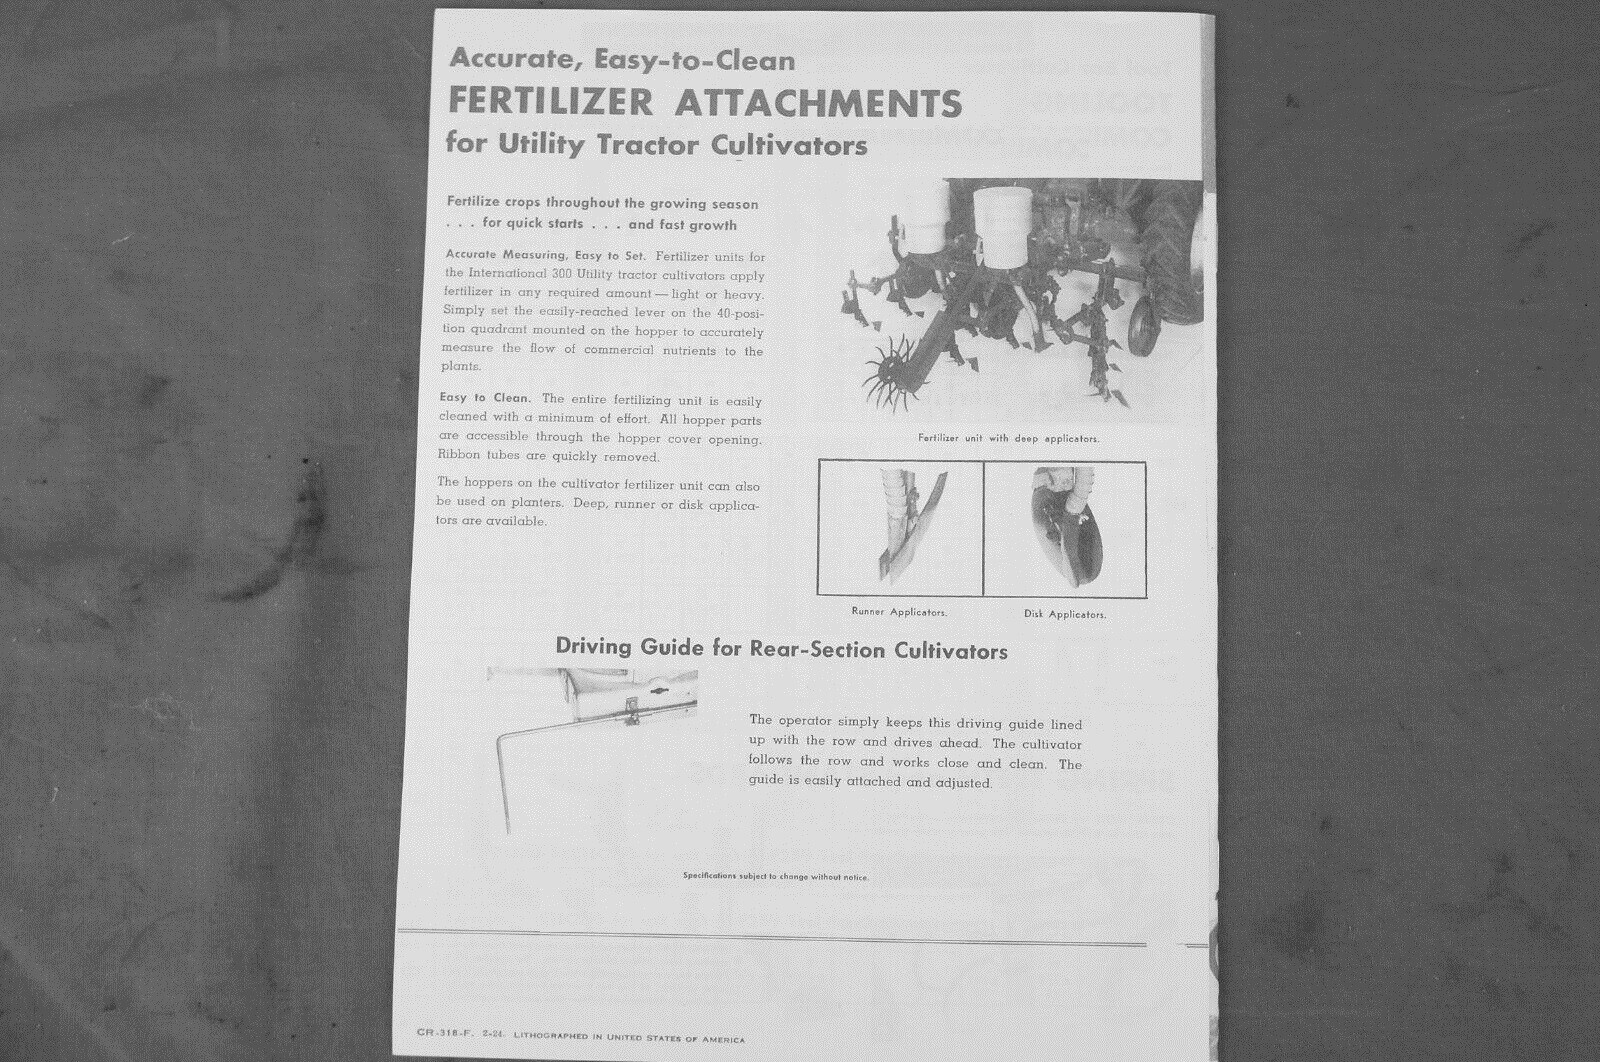 Accurate, Easy-to-Clean
FERTILIZER ATTACHMENTS
for Utility Tractor Cultivators
Fertilize crops throughout the growing season
. . . for quick starts . . . and fast growth
Accurate Measuring, Easy to Set. Fertilizer units for
the International 300 Utility tractor cultivators apply
fertilizer in any required amount — light or heavy.
Simply set the easily-reached lever on the 40-posi-
tion quadrant mounted on the hopper to accurately
measure the flow of commercial nutrients to the
plants.
Easy to Clean. The entire fertilizing unit is easily
cleaned with a minimum of effort. All hopper parts
are accessible through the hopper cover opening.
Ribbon tubes are quickly removed.
The hoppers on the cultivator fertilizer unit can also
be used on planters. Deep, runner or disk applica-
tors are available.
Fertilizer unit with deep applicators.
Runner Applicators.
Disk Applicators.
Driving Guide for Rear-Section Cultivators
The operator simply keeps this driving guide lined
up with the row and drives ahead. The cultivator
follows the row and works close and clean. The
guide is easily attached and adjusted.
Specifications subject to change without notice.
CR-318-F. 2-24. LITHOGRAPHED IN UNITED STATES OF AMERICA